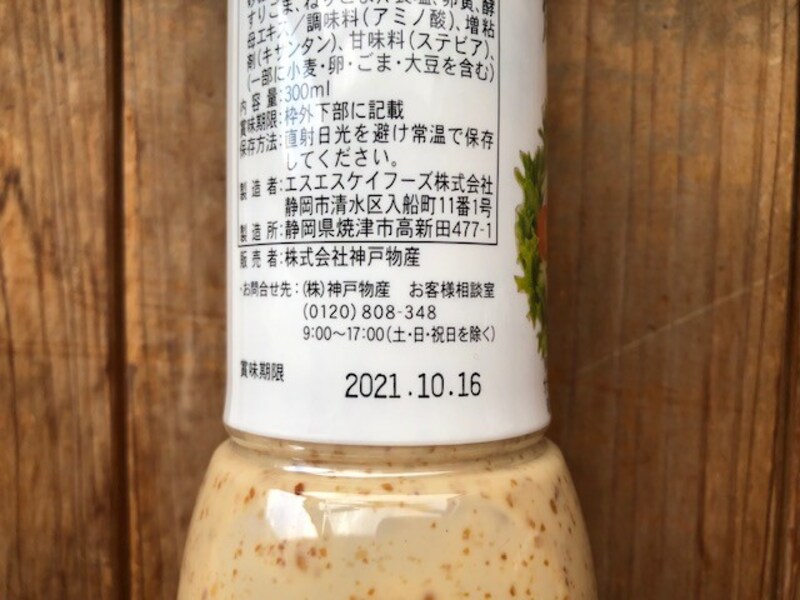 すりごま、ねりごま
母エキス/調味料(アミノ酸)、増粘
剤(キサンタン)、甘味料(ステビア)、
(一部に小麦・卵・ごま・大豆を含む)
内容量:300ml
賞味期限:枠外下部に記載
保存方法:直射日光を避け常温で保存
してください。
製造者:エスエスケイフーズ株式会社
静岡市清水区入船町11番1号
製造所:静岡県焼津市高新田477-1
販売者:株式会社神戸物産
・お問合せ先:(株)神戸物産 お客様相談室
(0120)808-348
9:00〜17:00(土・日・祝日を除く)
賞味期限 2021.10.16